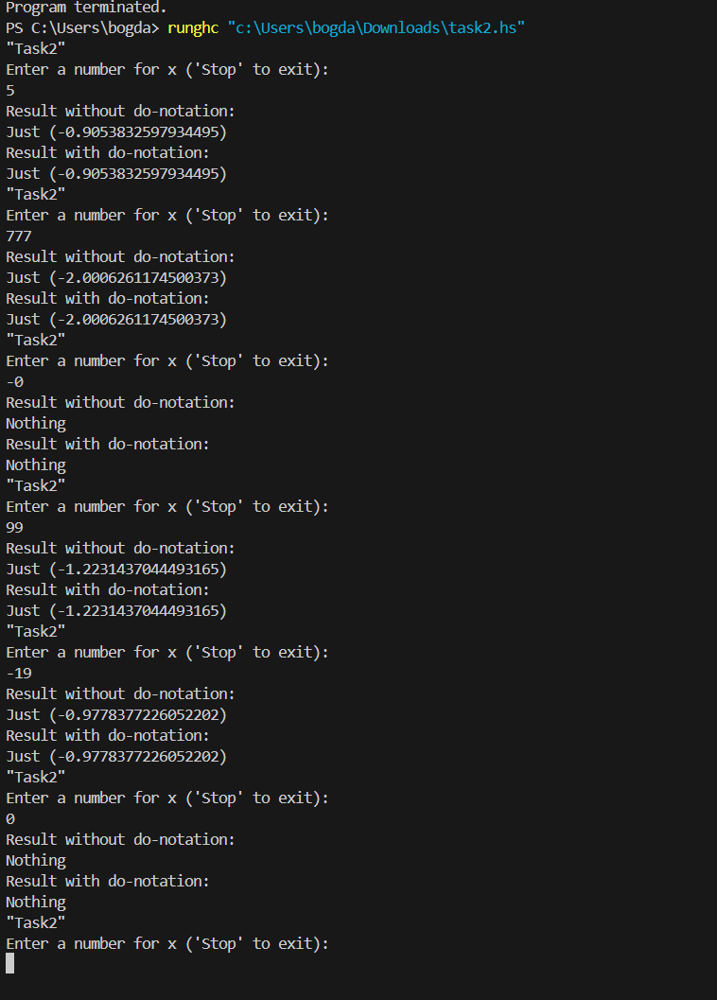 Program terminated.
PS C:\Users\bogda> runghc "c:\Users\bogda\Downloads\task2.hs"
"Task2"
Enter a number for x ('Stop' to exit):
5
Result without do-notation:
Just (-0.9053832597934495)
Result with do-notation:
Just (-0.9053832597934495)
"Task2"
Enter a number for x ('Stop' to exit):
777
Result without do-notation:
Just (-2.0006261174500373)
Result with do-notation:
Just (-2.0006261174500373)
"Task2"
Enter a number for x ('Stop' to exit):
-0
Result without do-notation:
Nothing
Result with do-notation:
Nothing
"Task2"
Enter a number for x ('Stop' to exit):
99
Result without do-notation:
Just (-1.2231437044493165)
Result with do-notation:
Just (-1.2231437044493165)
"Task2"
Enter a number for x ('Stop' to exit):
-19
Result without do-notation:
Just (-0.9778377226052202)
Result with do-notation:
Just (-0.9778377226052202)
"Task2"
Enter a number for x ('Stop' to exit):
0
Result without do-notation:
Nothing
Result with do-notation:
Nothing
"Task2"
Enter a number for x ('Stop' to exit):